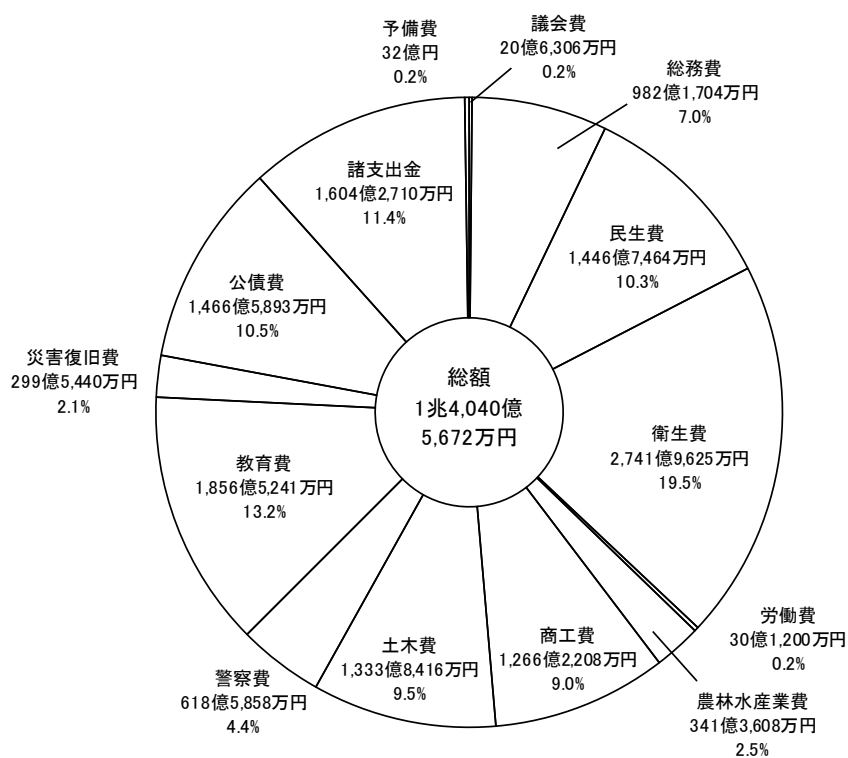 予備費
32億円
0.2%
議会費
20億6,306万円
0.2%
総務費
982億1,704万円
7.0%
民生費
1,446億7,464万円
10.3%
衛生費
2,741億9,625万円
19.5%
労働費
30億1,200万円
0.2%
農林水産業費
341億3,608万円
2.5%
商工費
1,266億2,208万円
9.0%
土木費
1,333億8,416万円
9.5%
警察費
618億5,858万円
4.4%
教育費
1,856億5,241万円
13.2%
災害復旧費
299億5,440万円
2.1%
公債費
1,466億5,893万円
10.5%
諸支出金
1,604億2,710万円
11.4%
総額
1兆4,040億
5,672万円